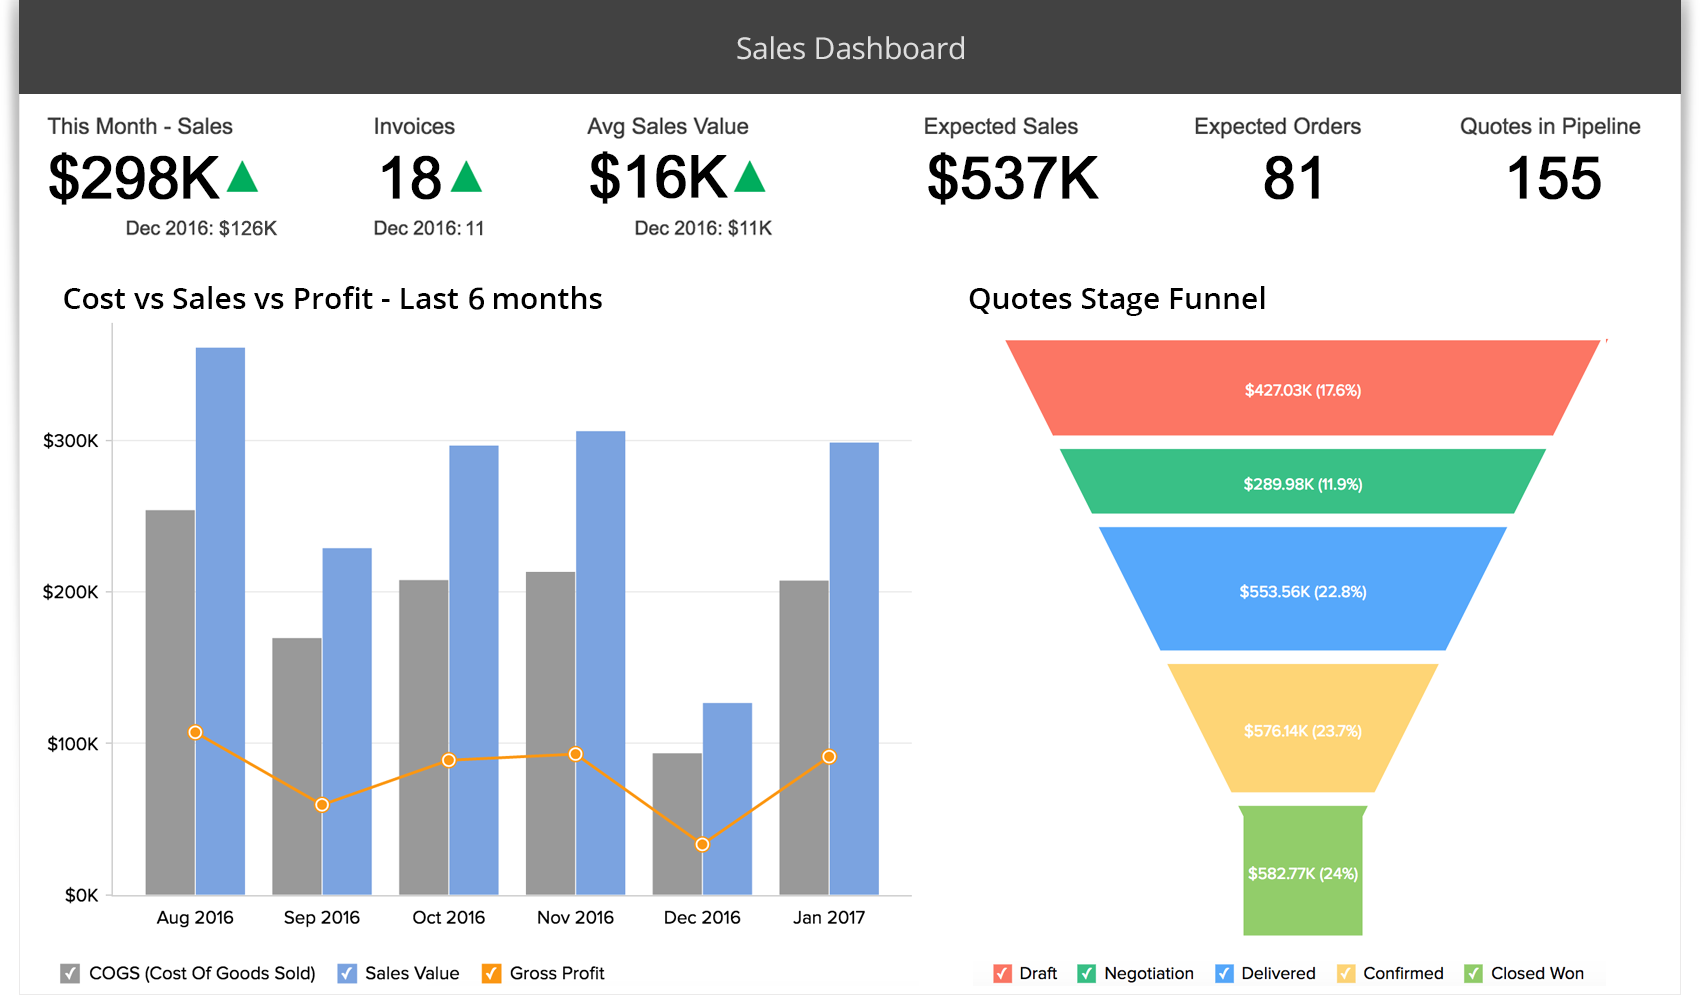 Sales Dashboard
This Month - Sales
$298K
Dec 2016: $126K
Invoices
18
Dec 2016: 11
Avg Sales Value
$16K
Dec 2016: $11K
Expected Sales
$537K
Expected Orders
81
Quotes in Pipeline
155
Cost vs Sales vs Profit - Last 6 months
$300K
$200K
$100K
$0K
Aug 2016 Sep 2016 Oct 2016 Nov 2016 Dec 2016 Jan 2017
COGS (Cost Of Goods Sold) Sales Value Gross Profit
Quotes Stage Funnel
$427.03K (17.6%)
$289.98K (11.9%)
$553.56K (22.8%)
$576.14K (23.7%)
$582.77K (24%)
Draft Negotiation Delivered Confirmed Closed Won